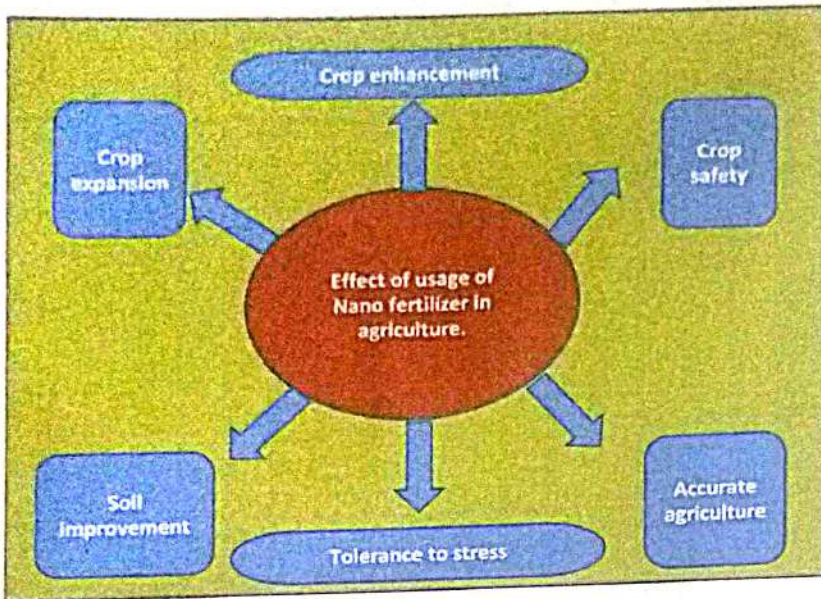 Crop enhancement
Crop
expansion
Crop
safety
Effect of usage of
Nano fertilizer in
agriculture.
Soil
improvement
Accurate
agriculture
Tolerance to stress